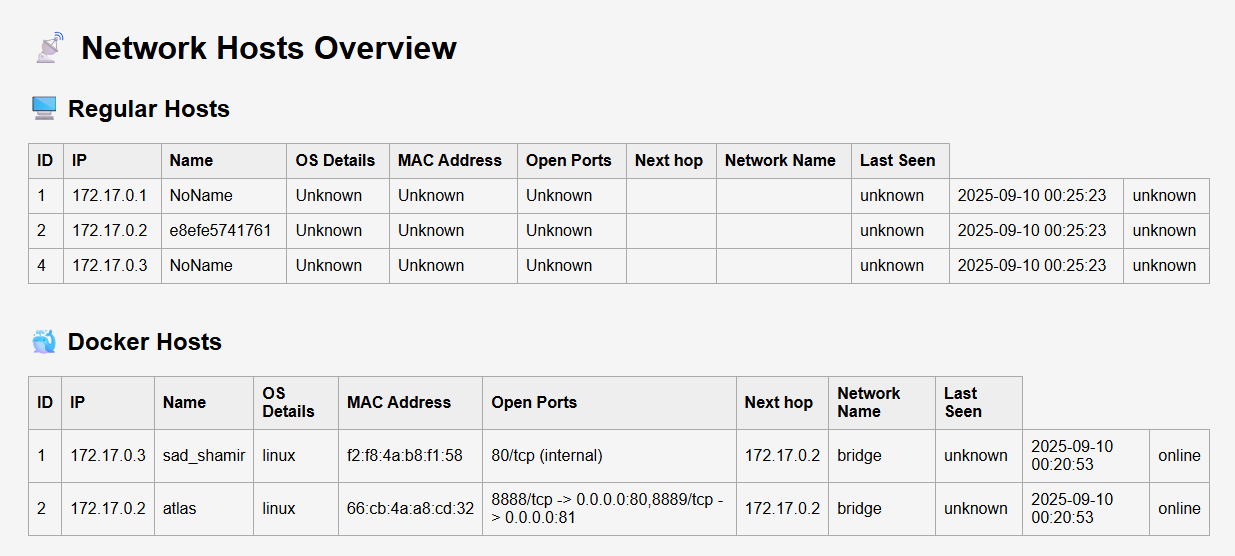 Network Hosts Overview
Regular Hosts
ID IP Name OS Details MAC Address Open Ports Next hop Network Name Last Seen
1 172.17.0.1 NoName Unknown Unknown Unknown unknown 2025-09-10 00:25:23 unknown
2 172.17.0.2 e8efe5741761 Unknown Unknown Unknown unknown 2025-09-10 00:25:23 unknown
4 172.17.0.3 NoName Unknown Unknown Unknown unknown 2025-09-10 00:25:23 unknown
Docker Hosts
ID IP Name OS Details MAC Address Open Ports Next hop Network Name Last Seen
1 172.17.0.3 sad_shamir linux f2:f8:4a:b8:f1:58 80/tcp (internal) 172.17.0.2 bridge unknown 2025-09-10 00:20:53 online
2 172.17.0.2 atlas linux 66:cb:4a:a8:cd:32 8888/tcp -> 0.0.0.0:80,8889/tcp -> 0.0.0.0:81 172.17.0.2 bridge unknown 2025-09-10 00:20:53 online